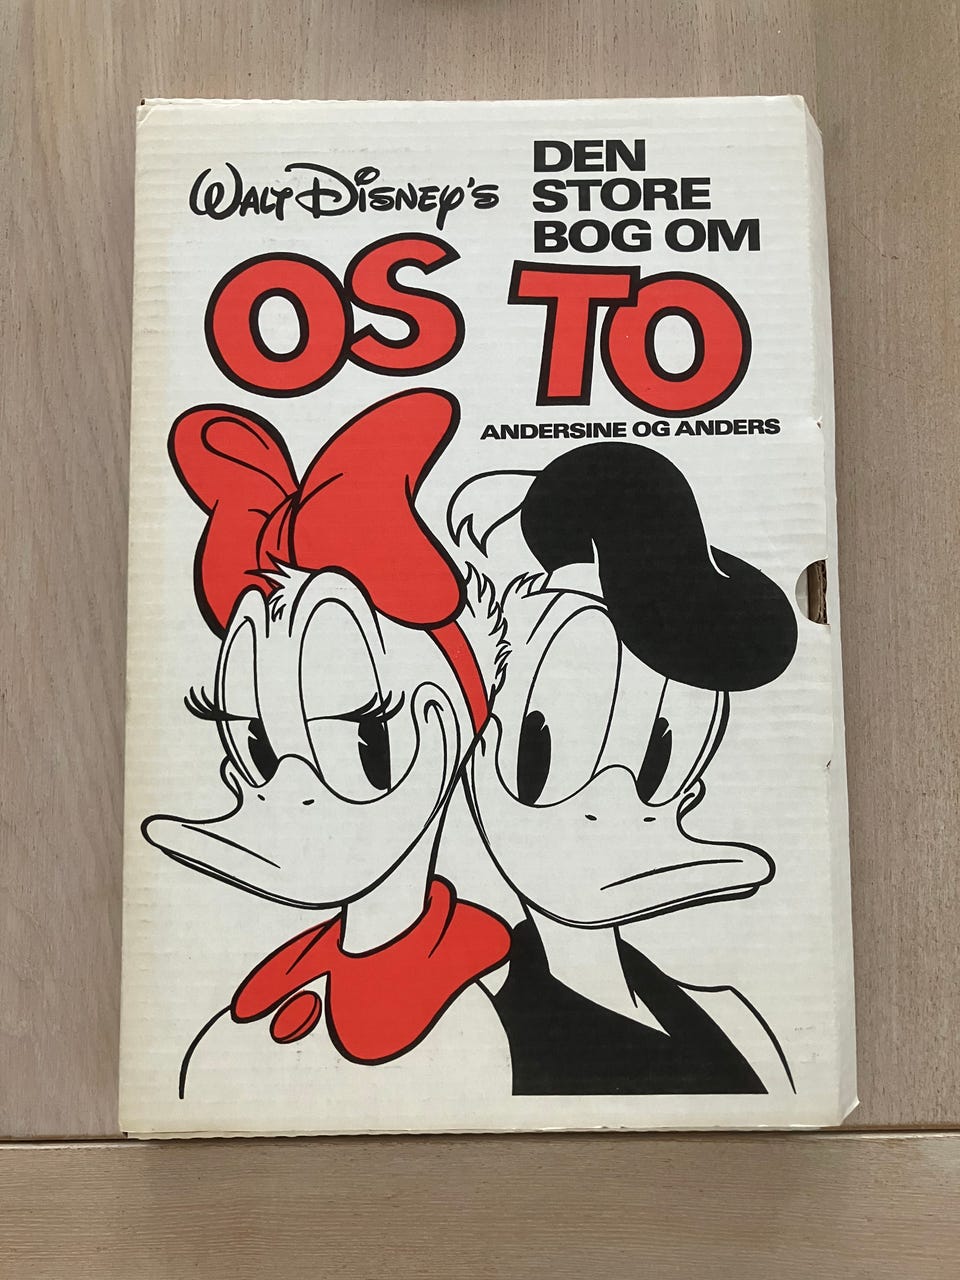 WALT DISNEY'S
DEN
STORE
BOG OM
OS TO
ANDERSINE OG ANDERS